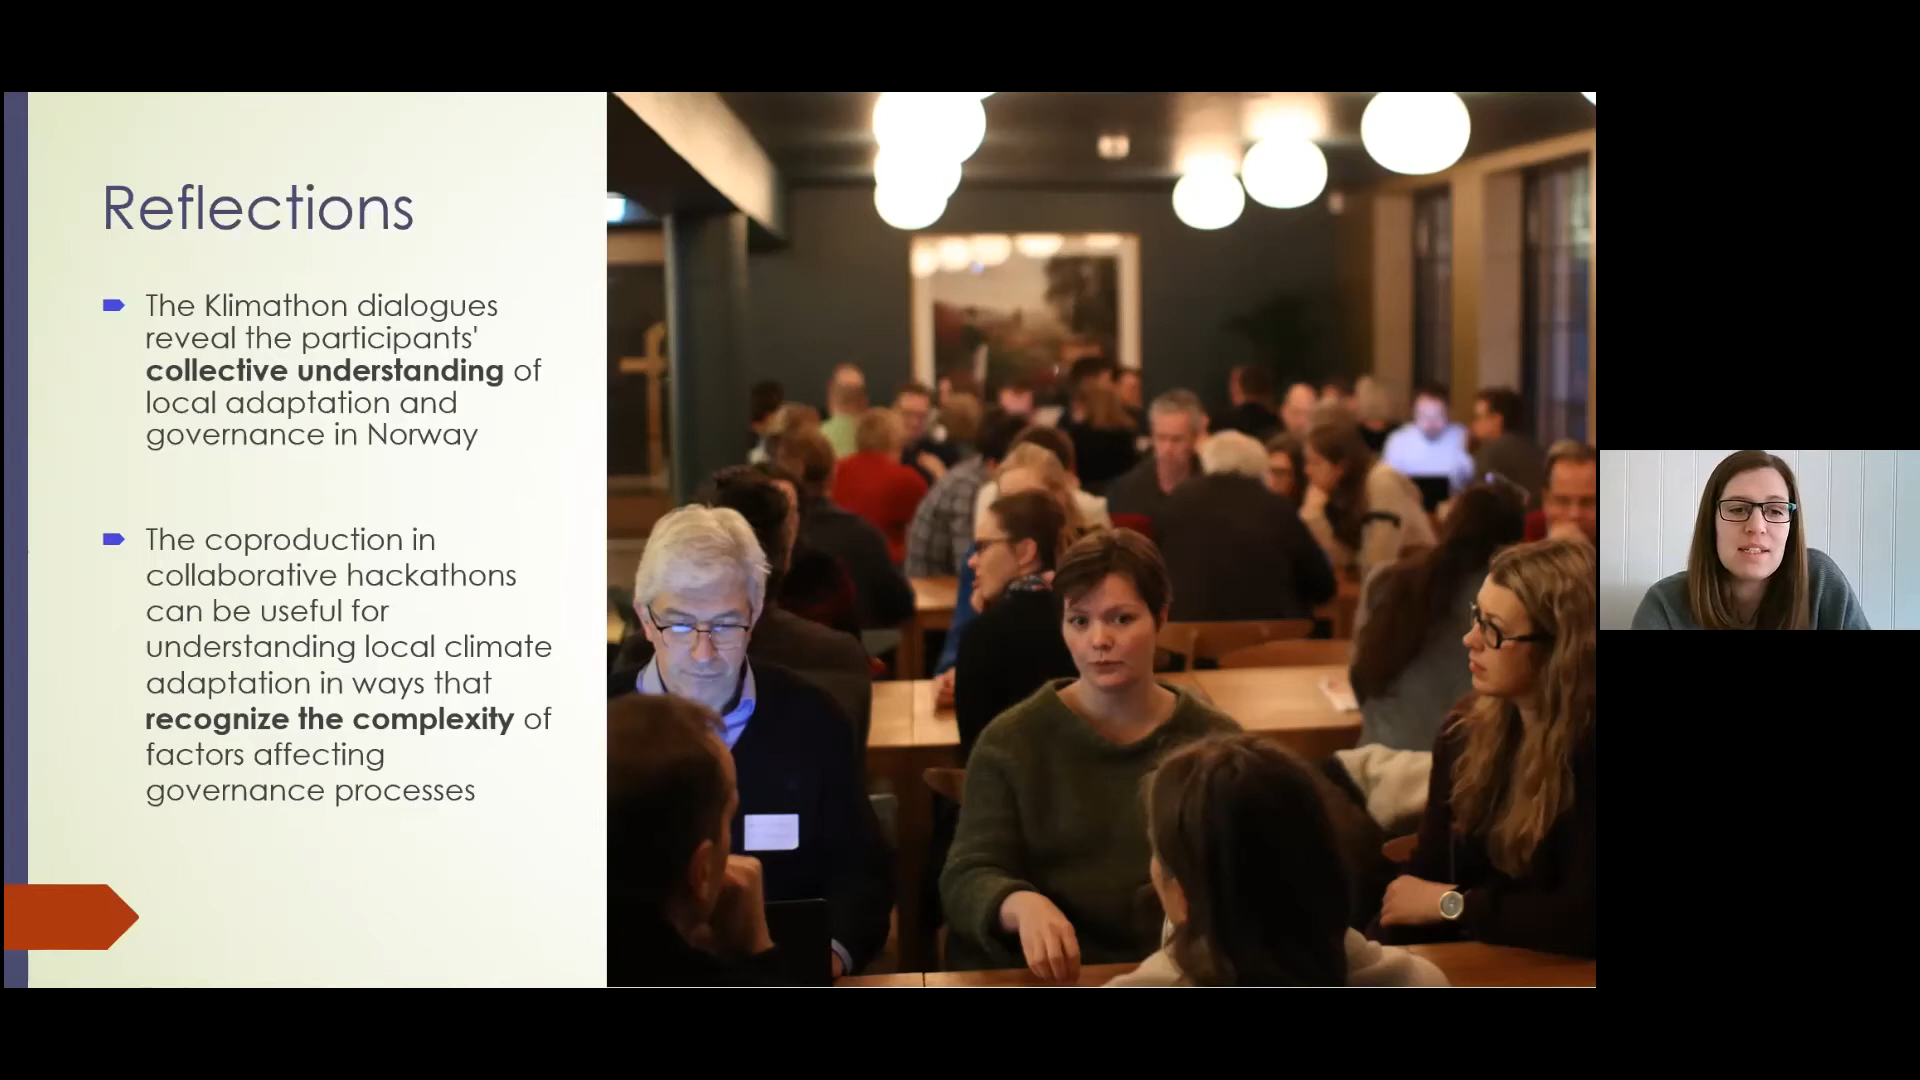 Reflections
The Klimathon dialogues
reveal the participants'
collective understanding of
local adaptation and
governance in Norway
The coproduction in
collaborative hackathons
can be useful for
understanding local climate
adaptation in ways that
recognize the complexity of
factors affecting
governance processes